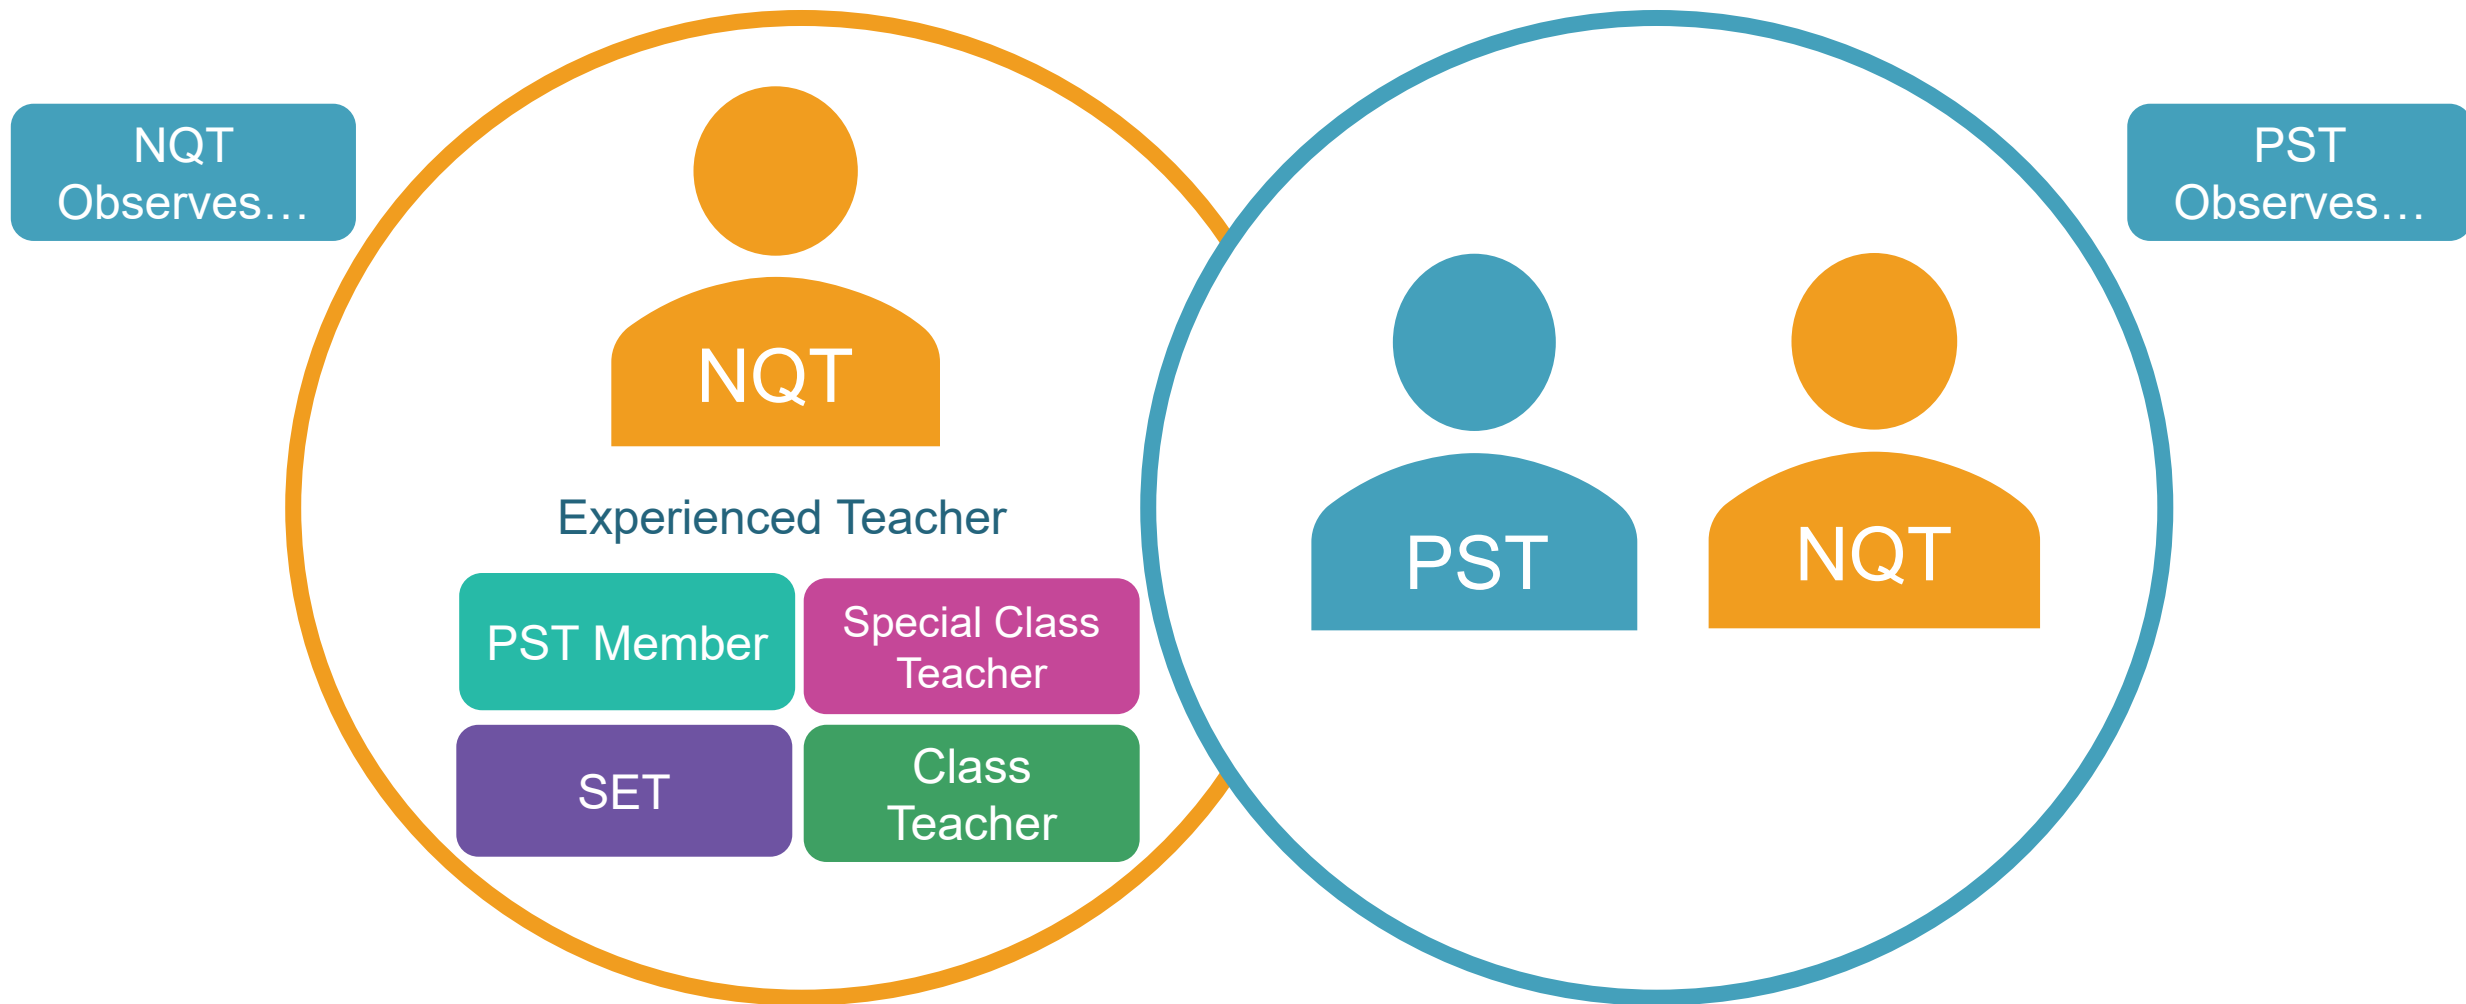 NQT
Observes…
NQT
Experienced Teacher
PST Member
Special Class
Teacher
SET
Class
Teacher
PST
Observes…
PST
NQT